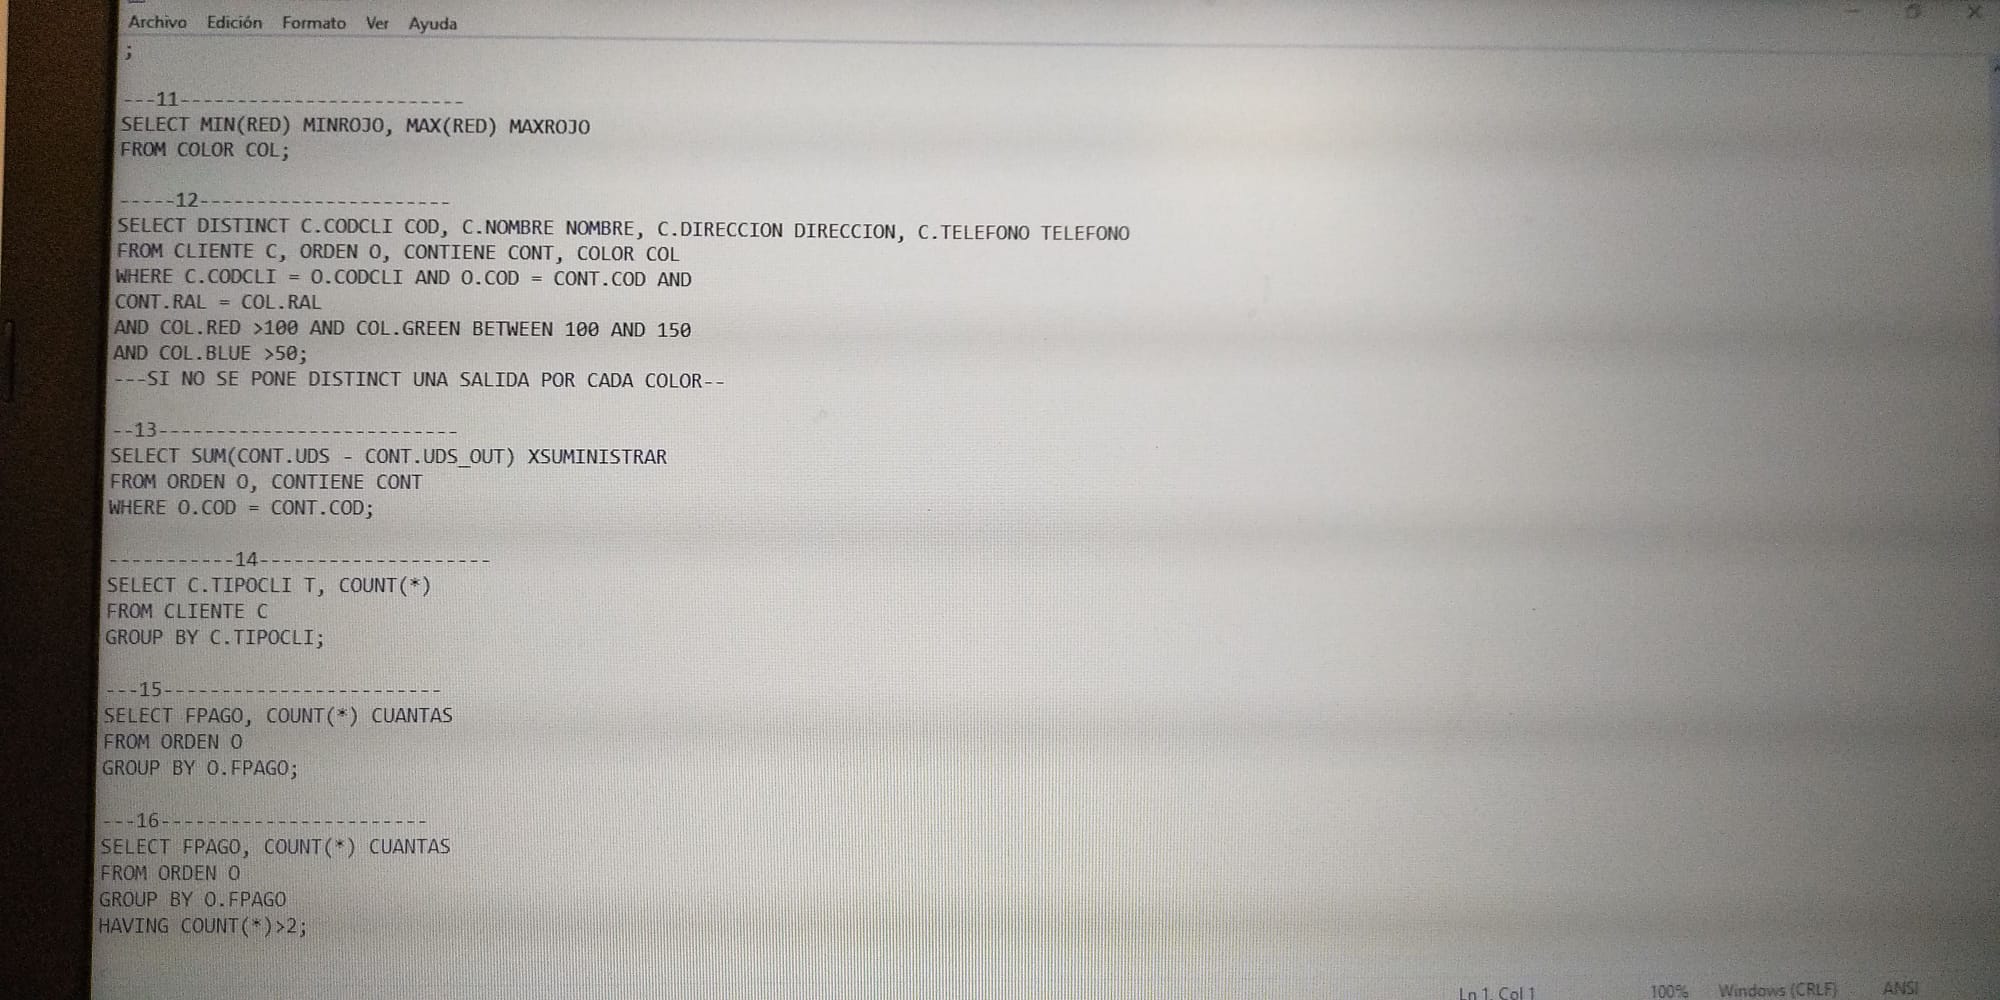 Archivo Edición Formato Ver Ayuda
;
---11-------------------------
SELECT MIN(RED) MINROJO, MAX(RED) MAXROJO
FROM COLOR COL;
-----12----------------------
SELECT DISTINCT C.CODCLI COD, C.NOMBRE NOMBRE, C.DIRECCION DIRECCION, C.TELEFONO TELEFONO
FROM CLIENTE C, ORDEN O, CONTIENE CONT, COLOR COL
WHERE C.CODCLI = O.CODCLI AND O.COD = CONT.COD AND
CONT.RAL = COL.RAL
AND COL.RED >100 AND COL.GREEN BETWEEN 100 AND 150
AND COL.BLUE >50;
---SI NO SE PONE DISTINCT UNA SALIDA POR CADA COLOR--
--13--------------------------
SELECT SUM(CONT.UDS - CONT.UDS_OUT) XSUMINISTRAR
FROM ORDEN O, CONTIENE CONT
WHERE O.COD = CONT.COD;
-----------14--------------------
SELECT C.TIPOCLI T, COUNT(*)
FROM CLIENTE C
GROUP BY C.TIPOCLI;
---15------------------------
SELECT FPAGO, COUNT(*) CUANTAS
FROM ORDEN O
GROUP BY O.FPAGO;
---16-----------------------
SELECT FPAGO, COUNT(*) CUANTAS
FROM ORDEN O
GROUP BY O.FPAGO
HAVING COUNT(*)>2;
Ln 1, Col 1 100% Windows (CRLF) ANSI